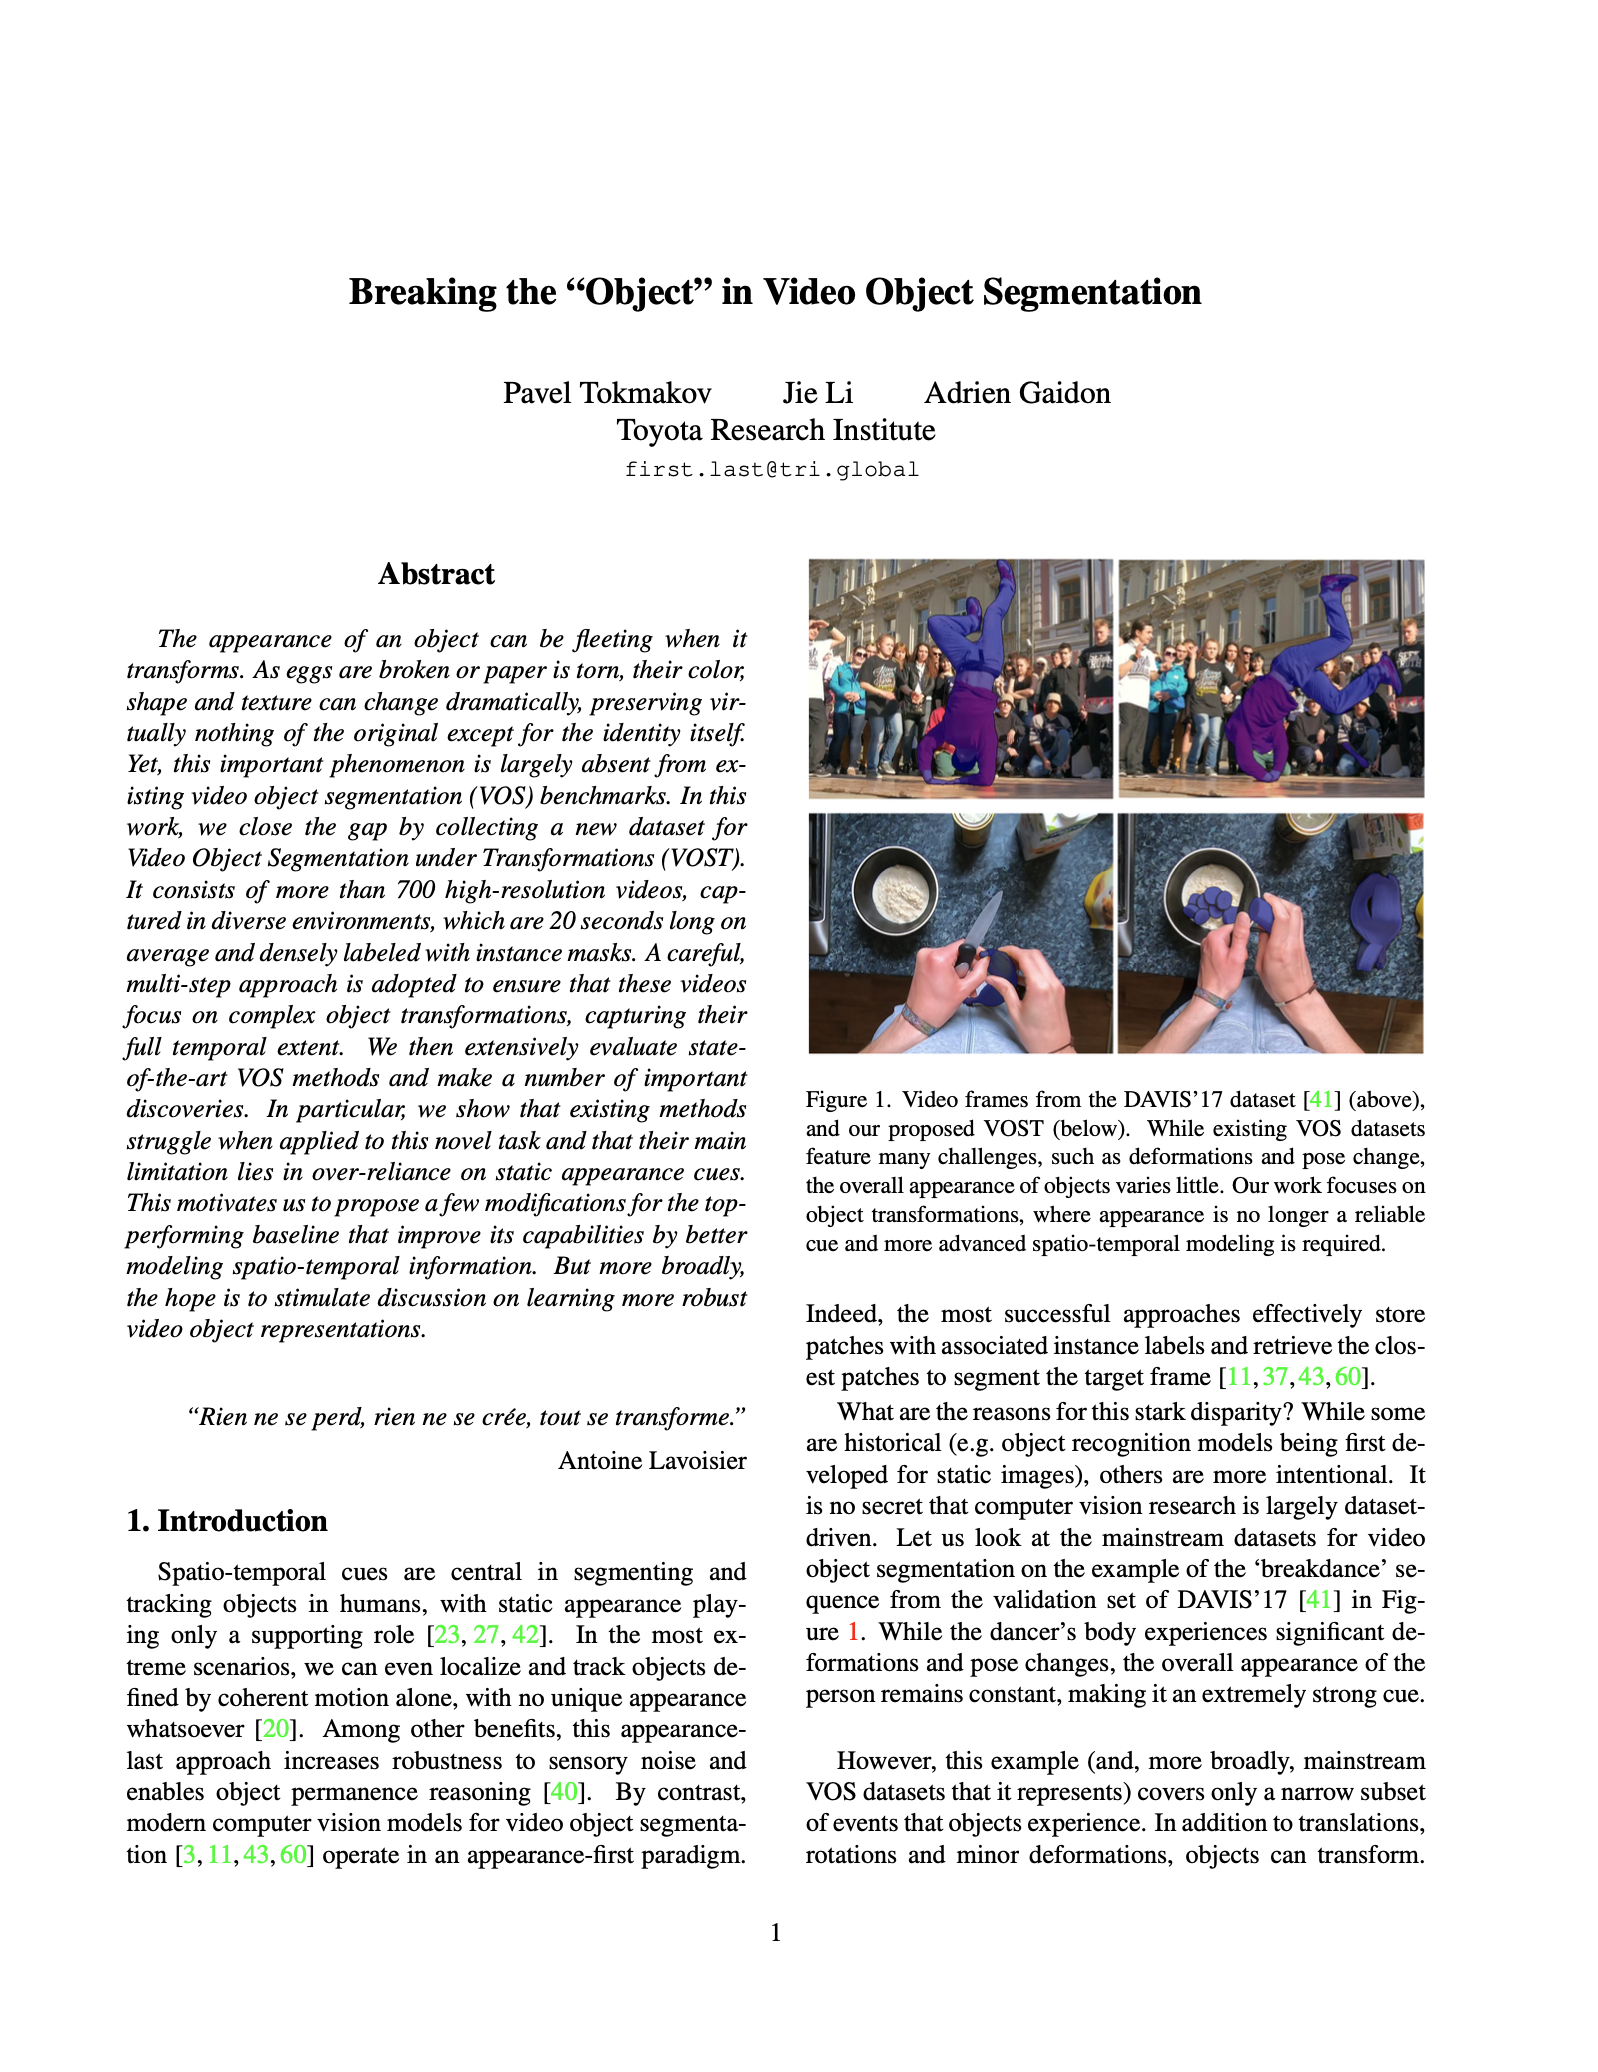 Breaking the “Object” in Video Object Segmentation
Pavel Tokmakov Jie Li Adrien Gaidon
Toyota Research Institute
first.last@tri.global
Abstract
The appearance of an object can be fleeting when it
transforms. As eggs are broken or paper is torn, their color,
shape and texture can change dramatically, preserving vir-
tually nothing of the original except for the identity itself.
Yet, this important phenomenon is largely absent from ex-
isting video object segmentation (VOS) benchmarks. In this
work, we close the gap by collecting a new dataset for
Video Object Segmentation under Transformations (VOST).
It consists of more than 700 high-resolution videos, cap-
tured in diverse environments, which are 20 seconds long on
average and densely labeled with instance masks. A careful,
multi-step approach is adopted to ensure that these videos
focus on complex object transformations, capturing their
full temporal extent. We then extensively evaluate state-
of-the-art VOS methods and make a number of important
discoveries. In particular, we show that existing methods
struggle when applied to this novel task and that their main
limitation lies in over-reliance on static appearance cues.
This motivates us to propose a few modifications for the top-
performing baseline that improve its capabilities by better
modeling spatio-temporal information. But more broadly,
the hope is to stimulate discussion on learning more robust
video object representations.
“Rien ne se perd, rien ne se crée, tout se transforme.”
Antoine Lavoisier
1. Introduction
Spatio-temporal cues are central in segmenting and
tracking objects in humans, with static appearance play-
ing only a supporting role [23, 27, 42]. In the most ex-
treme scenarios, we can even localize and track objects de-
fined by coherent motion alone, with no unique appearance
whatsoever [20]. Among other benefits, this appearance-
last approach increases robustness to sensory noise and
enables object permanence reasoning [40]. By contrast,
modern computer vision models for video object segmenta-
tion [3, 11, 43, 60] operate in an appearance-first paradigm.
Figure 1. Video frames from the DAVIS’17 dataset [41] (above),
and our proposed VOST (below). While existing VOS datasets
feature many challenges, such as deformations and pose change,
the overall appearance of objects varies little. Our work focuses on
object transformations, where appearance is no longer a reliable
cue and more advanced spatio-temporal modeling is required.
Indeed, the most successful approaches effectively store
patches with associated instance labels and retrieve the clos-
est patches to segment the target frame [11, 37, 43, 60].
What are the reasons for this stark disparity? While some
are historical (e.g. object recognition models being first de-
veloped for static images), others are more intentional. It
is no secret that computer vision research is largely dataset-
driven. Let us look at the mainstream datasets for video
object segmentation on the example of the ‘breakdance’ se-
quence from the validation set of DAVIS’17 [41] in Fig-
ure 1. While the dancer’s body experiences significant de-
formations and pose changes, the overall appearance of the
person remains constant, making it an extremely strong cue.
However, this example (and, more broadly, mainstream
VOS datasets that it represents) covers only a narrow subset
of events that objects experience. In addition to translations,
rotations and minor deformations, objects can transform.
1